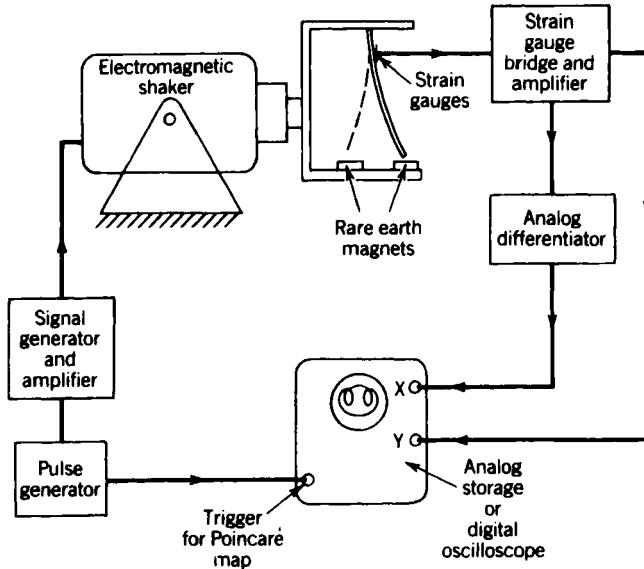 Electromagnetic
shaker
Strain
gauges
Strain
gauge
bridge and
amplifier
Rare earth
magnets
Analog
differentiator
Signal
generator
and
amplifier
X
Y
Pulse
generator
Trigger
for Poincaré
map
Analog
storage
or
digital
oscilloscope